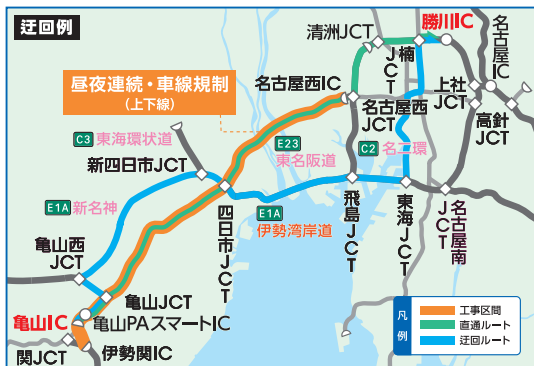 迂回例
清洲JCT
勝川IC
楠JCT
名古屋IC
上社JCT
高針JCT
昼夜連続・車線規制
(上下線)
名古屋西IC
名古屋西JCT
C3 東海環状道
E23
東名阪道
C2 名二環
新四日市JCT
E1A 新名神
四日市JCT
E1A
伊勢湾岸道
飛島JCT
東海JCT
名古屋南JCT
亀山西JCT
亀山JCT
亀山IC
亀山PAスマートIC
関JCT
伊勢関IC
凡例
工事区間
直通ルート
迂回ルート